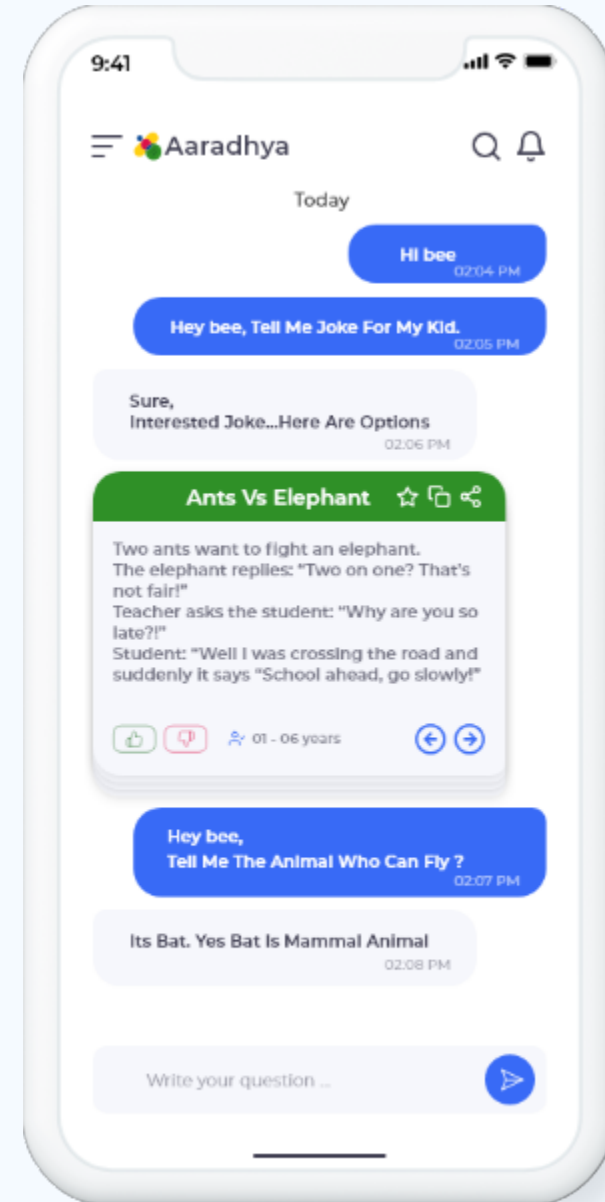 9:41
Aaradhya
Today
Hi bee
02:04 PM
Hey bee, Tell Me Joke For My Kid.
02:05 PM
Sure,
Interested Joke...Here Are Options
02:06 PM
Ants Vs Elephant
Two ants want to fight an elephant.
The elephant replies: “Two on one? That's
not fair!"
Teacher asks the student: “Why are you so
late?!"
Student: “Well I was crossing the road and
suddenly it says “School ahead, go slowly!"
01 - 06 years
Hey bee,
Tell Me The Animal Who Can Fly ?
02:07 PM
Its Bat. Yes Bat Is Mammal Animal
02:08 PM
Write your question ...